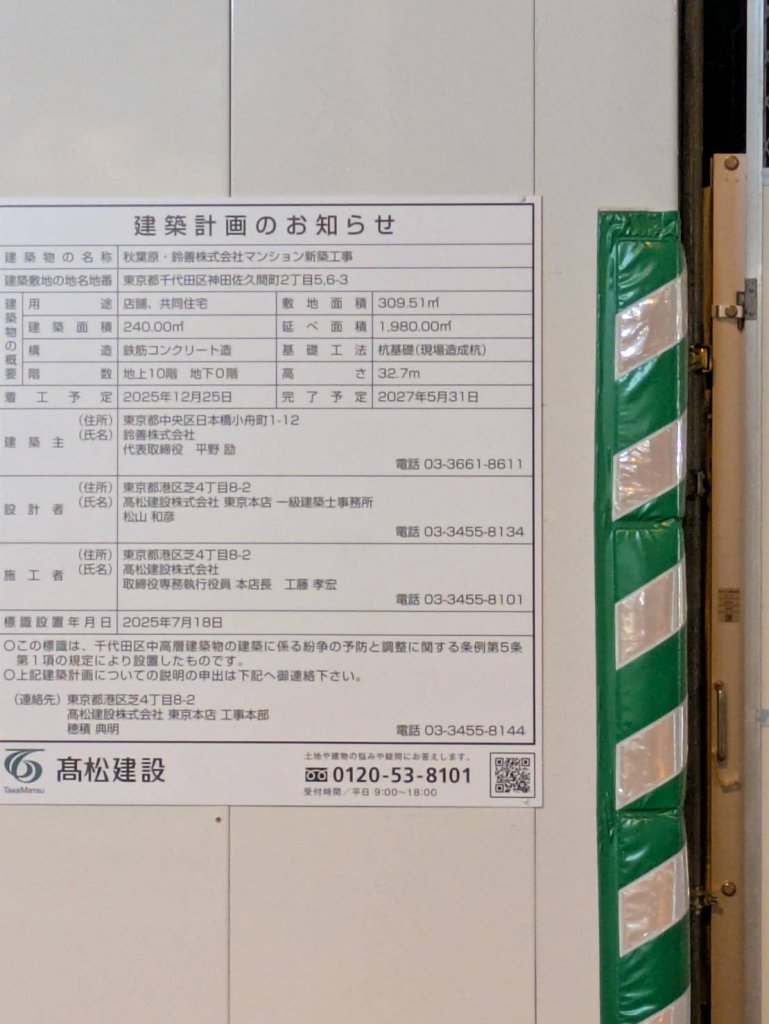 建築計画のお知らせ
建築物の名称 秋葉原・鈴善株式会社マンション新築工事
建築敷地の地名地番 東京都千代田区神田佐久間町2丁目5,6-3
建築物の概要 用途 店舗、共同住宅 敷地面積 309.51㎡
建築面積 240.00㎡ 延べ面積 1,980.00㎡
構造 鉄筋コンクリート造 基礎工法 杭基礎(現場造成杭)
階数 地上10階 地下0階 高さ 32.7m
着工予定 2025年12月25日 完了予定 2027年5月31日
建築主 (住所) 東京都中央区日本橋小舟町1-12
(氏名) 鈴善株式会社
代表取締役 平野 励
電話 03-3661-8611
設計者 (住所) 東京都港区芝4丁目8-2
(氏名) 髙松建設株式会社 東京本店 一級建築士事務所
松山 和彦
電話 03-3455-8134
施工者 (住所) 東京都港区芝4丁目8-2
(氏名) 髙松建設株式会社
取締役専務執行役員 本店長 工藤 孝宏
電話 03-3455-8101
標識設置年月日 2025年7月18日
○この標識は、千代田区中高層建築物の建築に係る紛争の予防と調整に関する条例第5条
第1項の規定により設置したものです。
○上記建築計画についての説明の申出は下記へ御連絡下さい。
(連絡先) 東京都港区芝4丁目8-2
髙松建設株式会社 東京本店 工事本部
穂積 典明
電話 03-3455-8144
TakaMatsu
髙松建設
土地や建物の悩みや疑問にお答えします。
0120-53-8101
受付時間/平日 9:00〜18:00